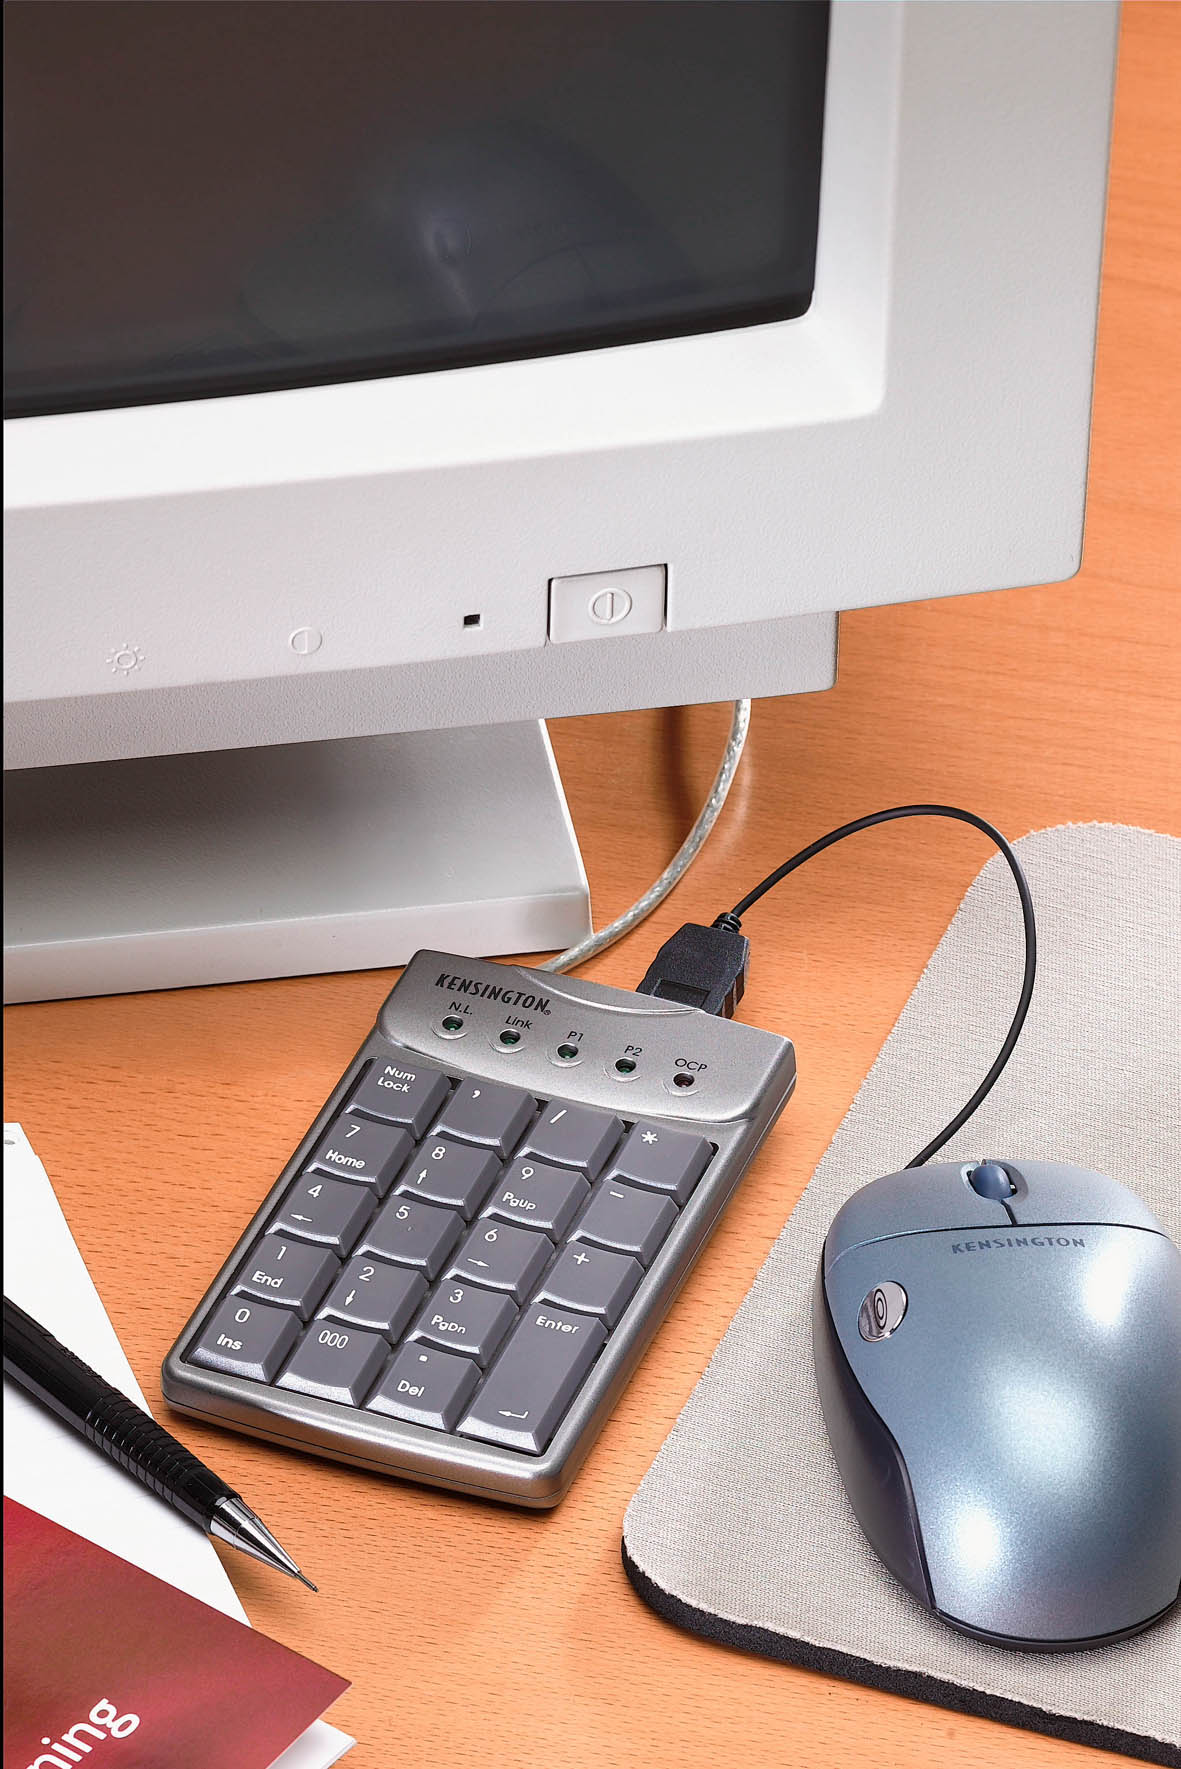 KENSINGTON®
N.L. Link P1 P2 OCP
Num
Lock
,
/
*
7
Home
8
↑
9
PgUp
-
4
←
5
6
→
+
1
End
2
↓
3
PgDn
Enter
0
Ins
000
.
Del
KENSINGTON
ning